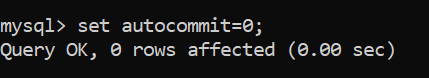 mysql> set autocommit=0;
Query OK, 0 rows affected (0.00 sec)